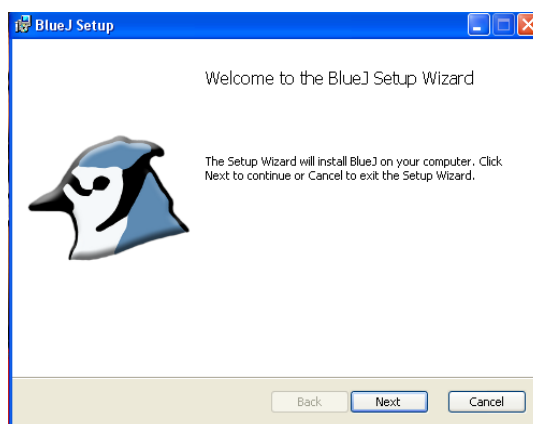 BlueJ Setup
Welcome to the BlueJ Setup Wizard
The Setup Wizard will install BlueJ on your computer. Click
Next to continue or Cancel to exit the Setup Wizard.
Back
Next
Cancel